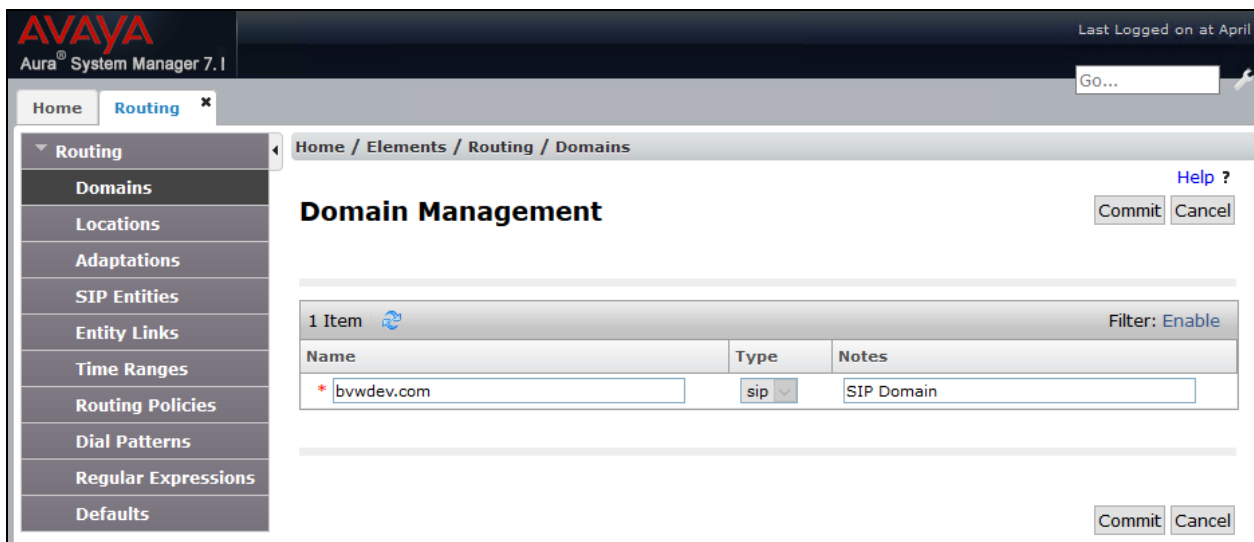 AVAYA
Last Logged on at April
Aura® System Manager 7.1
Go...
Home
Routing ×
Routing
Home / Elements / Routing / Domains
Help ?
Domains
Domain Management
Commit Cancel
Locations
Adaptations
SIP Entities
1 Item
Filter: Enable
Entity Links
Name Type Notes
Time Ranges
* bvwdev.com sip SIP Domain
Routing Policies
Dial Patterns
Regular Expressions
Defaults
Commit Cancel